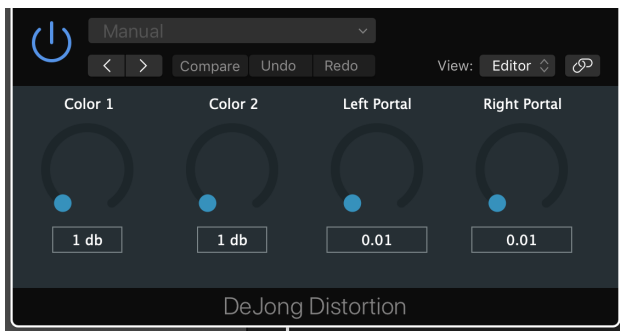 Manual
Compare Undo Redo View: Editor
Color 1 Color 2 Left Portal Right Portal
1 db 1 db 0.01 0.01
DeJong Distortion